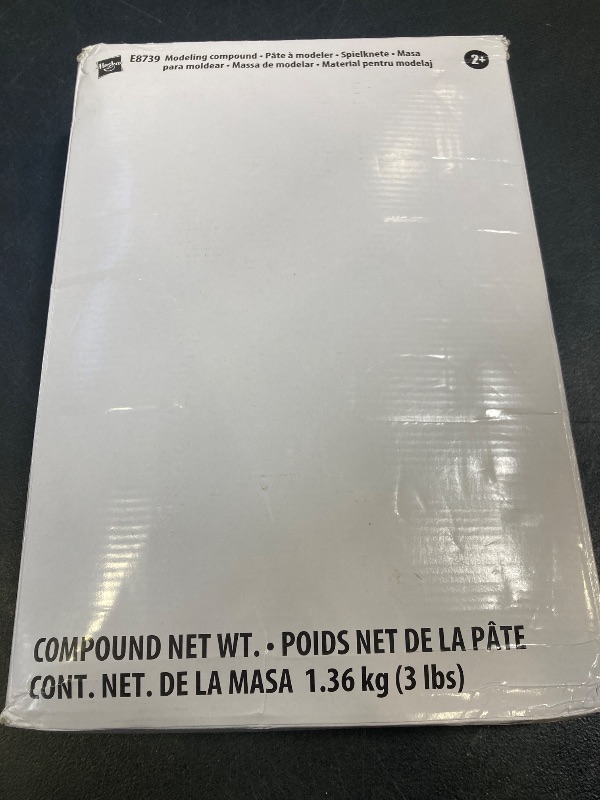 Hasbro
E8739 Modeling compound • Pâte à modeler • Spielknete • Masa
para moldear • Massa de modelar • Material pentru modelaj
2+
COMPOUND NET WT. • POIDS NET DE LA PÂTE
CONT. NET. DE LA MASA 1.36 kg (3 lbs)